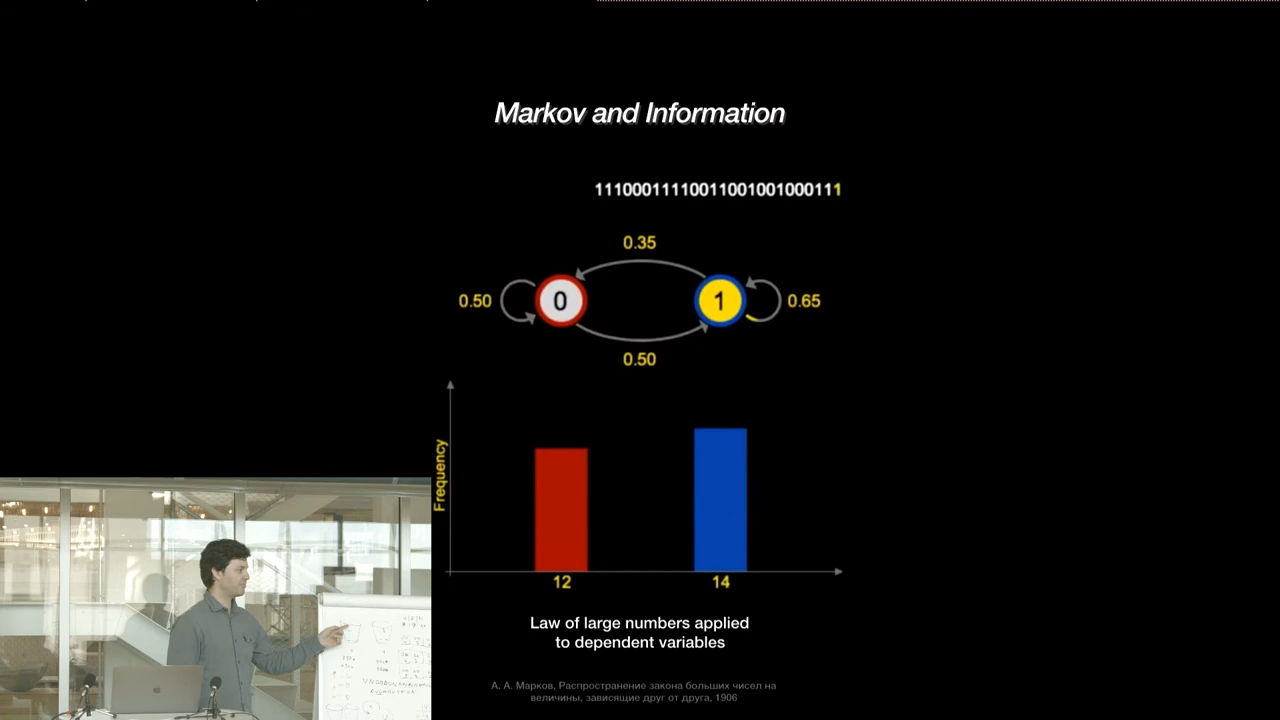 Markov and Information
11100011110011001001000111
0.35
0.50
0
1
0.65
0.50
Frequency
12
14
Law of large numbers applied
to dependent variables
А. А. Марков, Распространение закона больших чисел на
величины, зависящие друг от друга, 1906